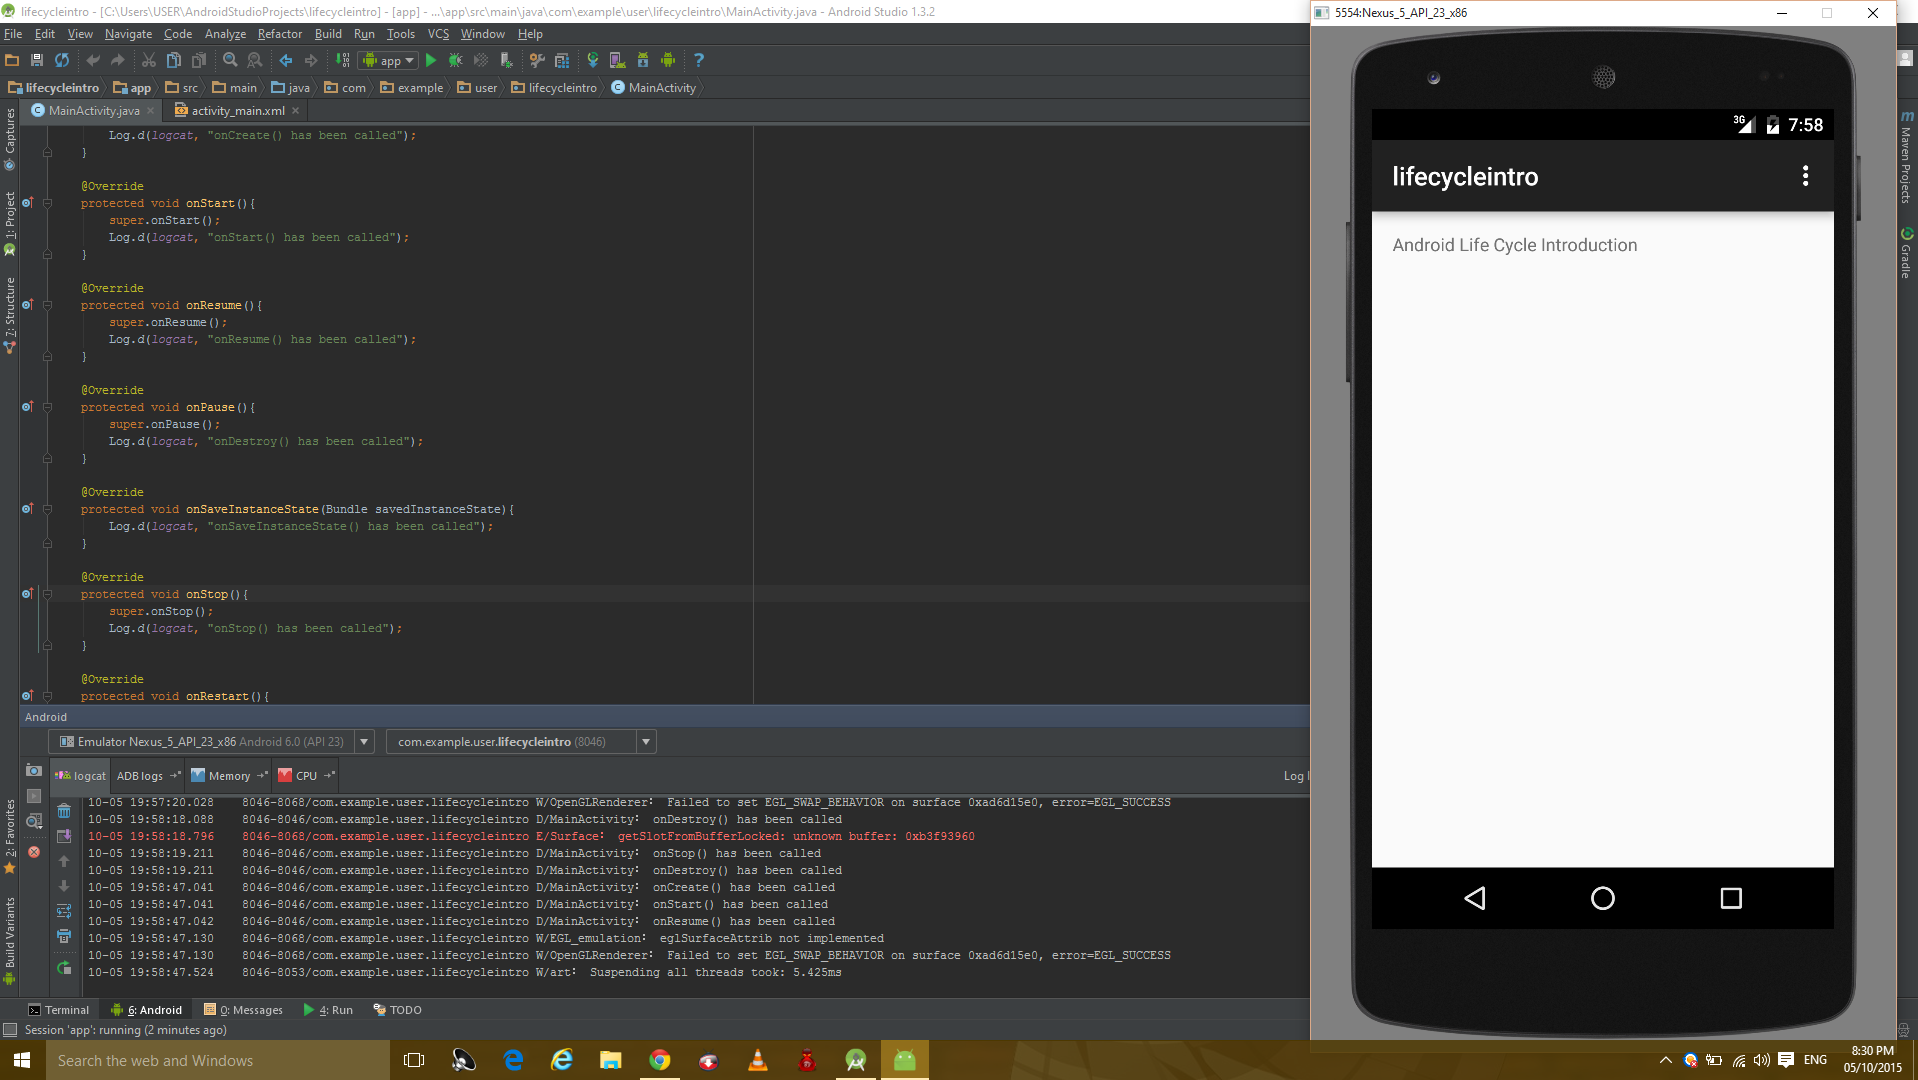 lifecycleintro - [C:\Users\USER\AndroidStudioProjects\lifecycleintro] - [app] - ...\app\src\main\java\com\example\user\lifecycleintro\MainActivity.java - Android Studio 1.3.2
File Edit View Navigate Code Analyze Refactor Build Run Tools VCS Window Help
app
lifecycleintro app src main java com example user lifecycleintro MainActivity
MainActivity.java activity_main.xml
Log.d(logcat, "onCreate() has been called");
}
@Override
protected void onStart(){
super.onStart();
Log.d(logcat, "onStart() has been called");
}
@Override
protected void onResume(){
super.onResume();
Log.d(logcat, "onResume() has been called");
}
@Override
protected void onPause(){
super.onPause();
Log.d(logcat, "onDestroy() has been called");
}
@Override
protected void onSaveInstanceState(Bundle savedInstanceState){
Log.d(logcat, "onSaveInstanceState() has been called");
}
@Override
protected void onStop(){
super.onStop();
Log.d(logcat, "onStop() has been called");
}
@Override
protected void onRestart(){
Captures
1: Project
7: Structure
2: Favorites
Build Variants
Android
Emulator Nexus_5_API_23_x86 Android 6.0 (API 23) com.example.user.lifecycleintro (8046)
logcat ADB logs Memory CPU Log l
10-05 19:57:20.028 8046-8068/com.example.user.lifecycleintro W/OpenGLRenderer: Failed to set EGL_SWAP_BEHAVIOR on surface 0xad6d15e0, error=EGL_SUCCESS
10-05 19:58:18.088 8046-8046/com.example.user.lifecycleintro D/MainActivity: onDestroy() has been called
10-05 19:58:18.796 8046-8068/com.example.user.lifecycleintro E/Surface: getSlotFromBufferLocked: unknown buffer: 0xb3f93960
10-05 19:58:19.211 8046-8046/com.example.user.lifecycleintro D/MainActivity: onStop() has been called
10-05 19:58:19.211 8046-8046/com.example.user.lifecycleintro D/MainActivity: onDestroy() has been called
10-05 19:58:47.041 8046-8046/com.example.user.lifecycleintro D/MainActivity: onCreate() has been called
10-05 19:58:47.041 8046-8046/com.example.user.lifecycleintro D/MainActivity: onStart() has been called
10-05 19:58:47.042 8046-8046/com.example.user.lifecycleintro D/MainActivity: onResume() has been called
10-05 19:58:47.130 8046-8068/com.example.user.lifecycleintro W/EGL_emulation: eglSurfaceAttrib not implemented
10-05 19:58:47.130 8046-8068/com.example.user.lifecycleintro W/OpenGLRenderer: Failed to set EGL_SWAP_BEHAVIOR on surface 0xad6d15e0, error=EGL_SUCCESS
10-05 19:58:47.524 8046-8053/com.example.user.lifecycleintro W/art: Suspending all threads took: 5.425ms
Terminal 6: Android 0: Messages 4: Run TODO
Session 'app': running (2 minutes ago)
5554:Nexus_5_API_23_x86
3G 7:58
lifecycleintro
Android Life Cycle Introduction
Maven Projects
Gradle
Search the web and Windows
ENG
8:30 PM
05/10/2015